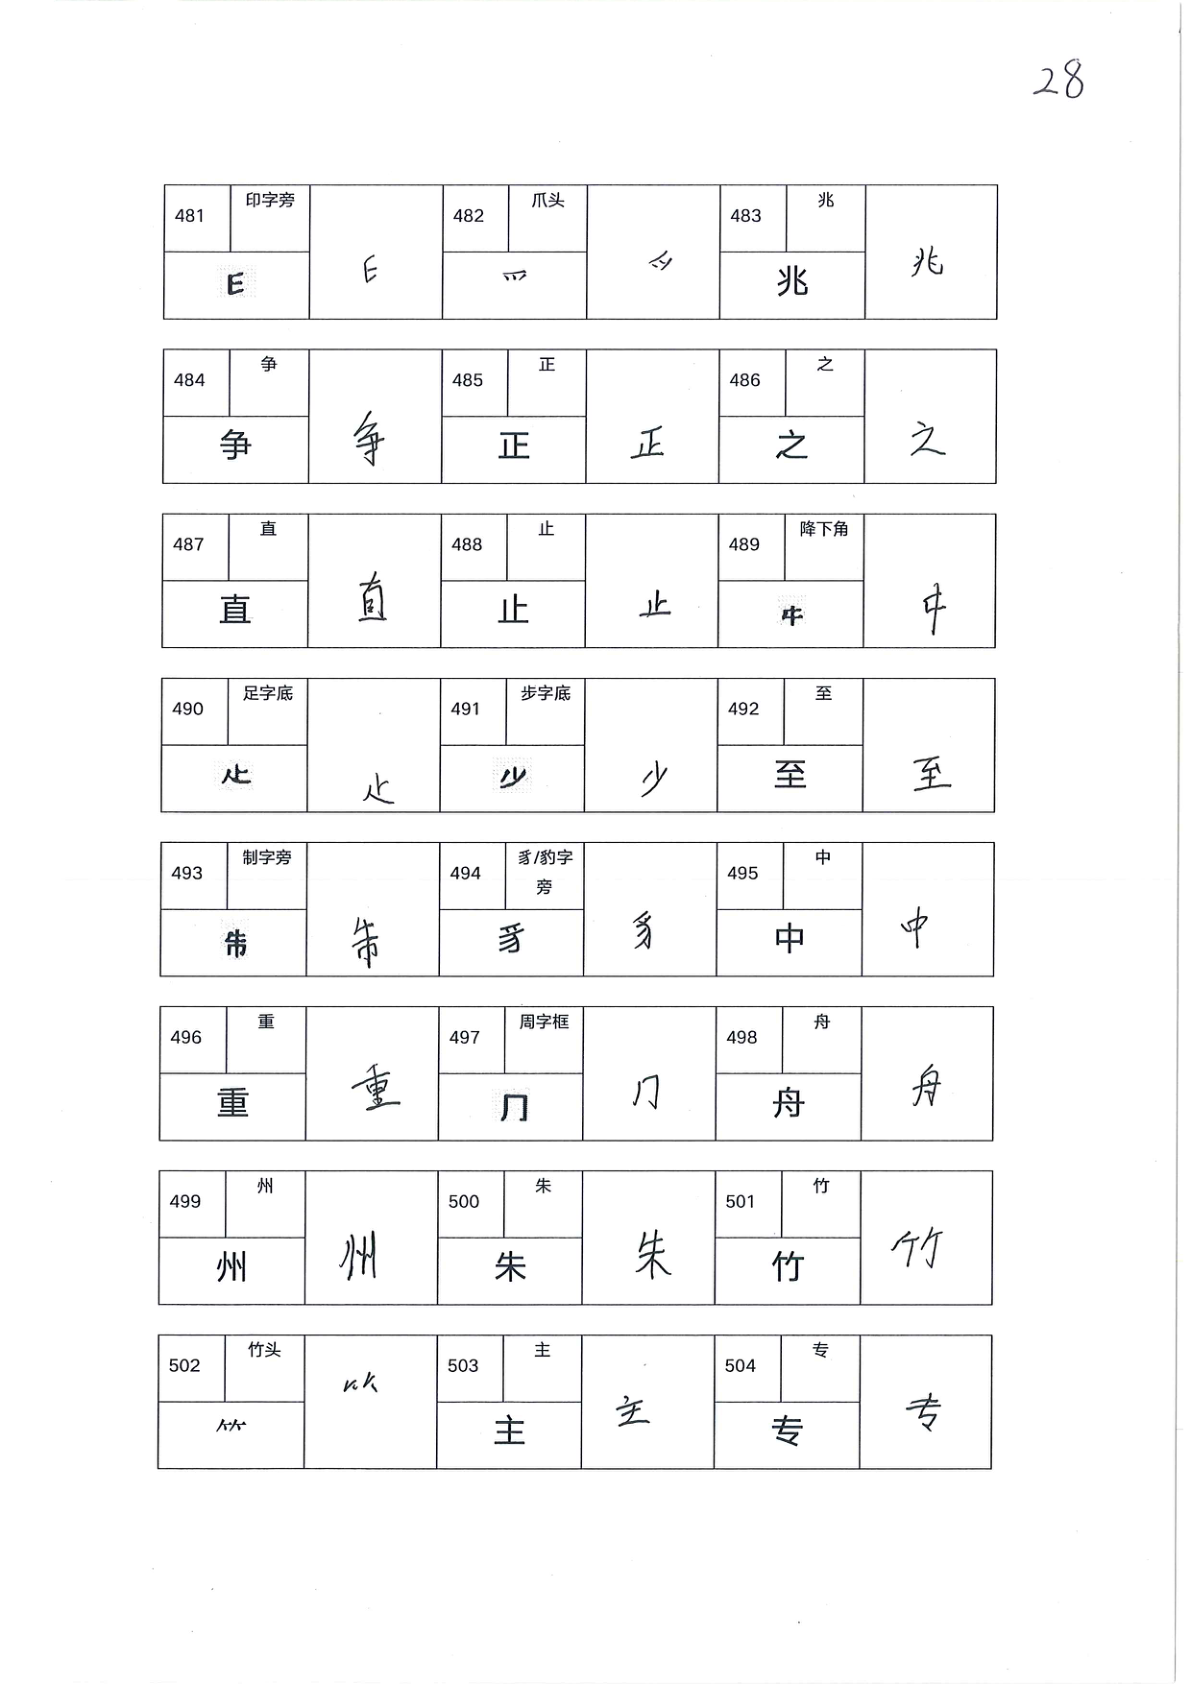 28
481 印字旁 482 爪头 483 兆
E E 爫 爫 兆 兆
484 争 485 正 486 之
争 争 正 正 之 之
487 直 488 止 489 降下角
直 直 止 止 㐄 㐄
490 足字底 491 步字底 492 至
龰 龰 少 至 至
493 制字旁 494 豸/豹字旁 495 中
豸 豸 中 中
496 重 497 周字框 498 舟
重 重 ⺆ ⺆ 舟 舟
499 州 500 朱 501 竹
州 州 朱 朱 竹 竹
502 竹头 503 主 504 专
⺮ ⺮ 主 主 专 专